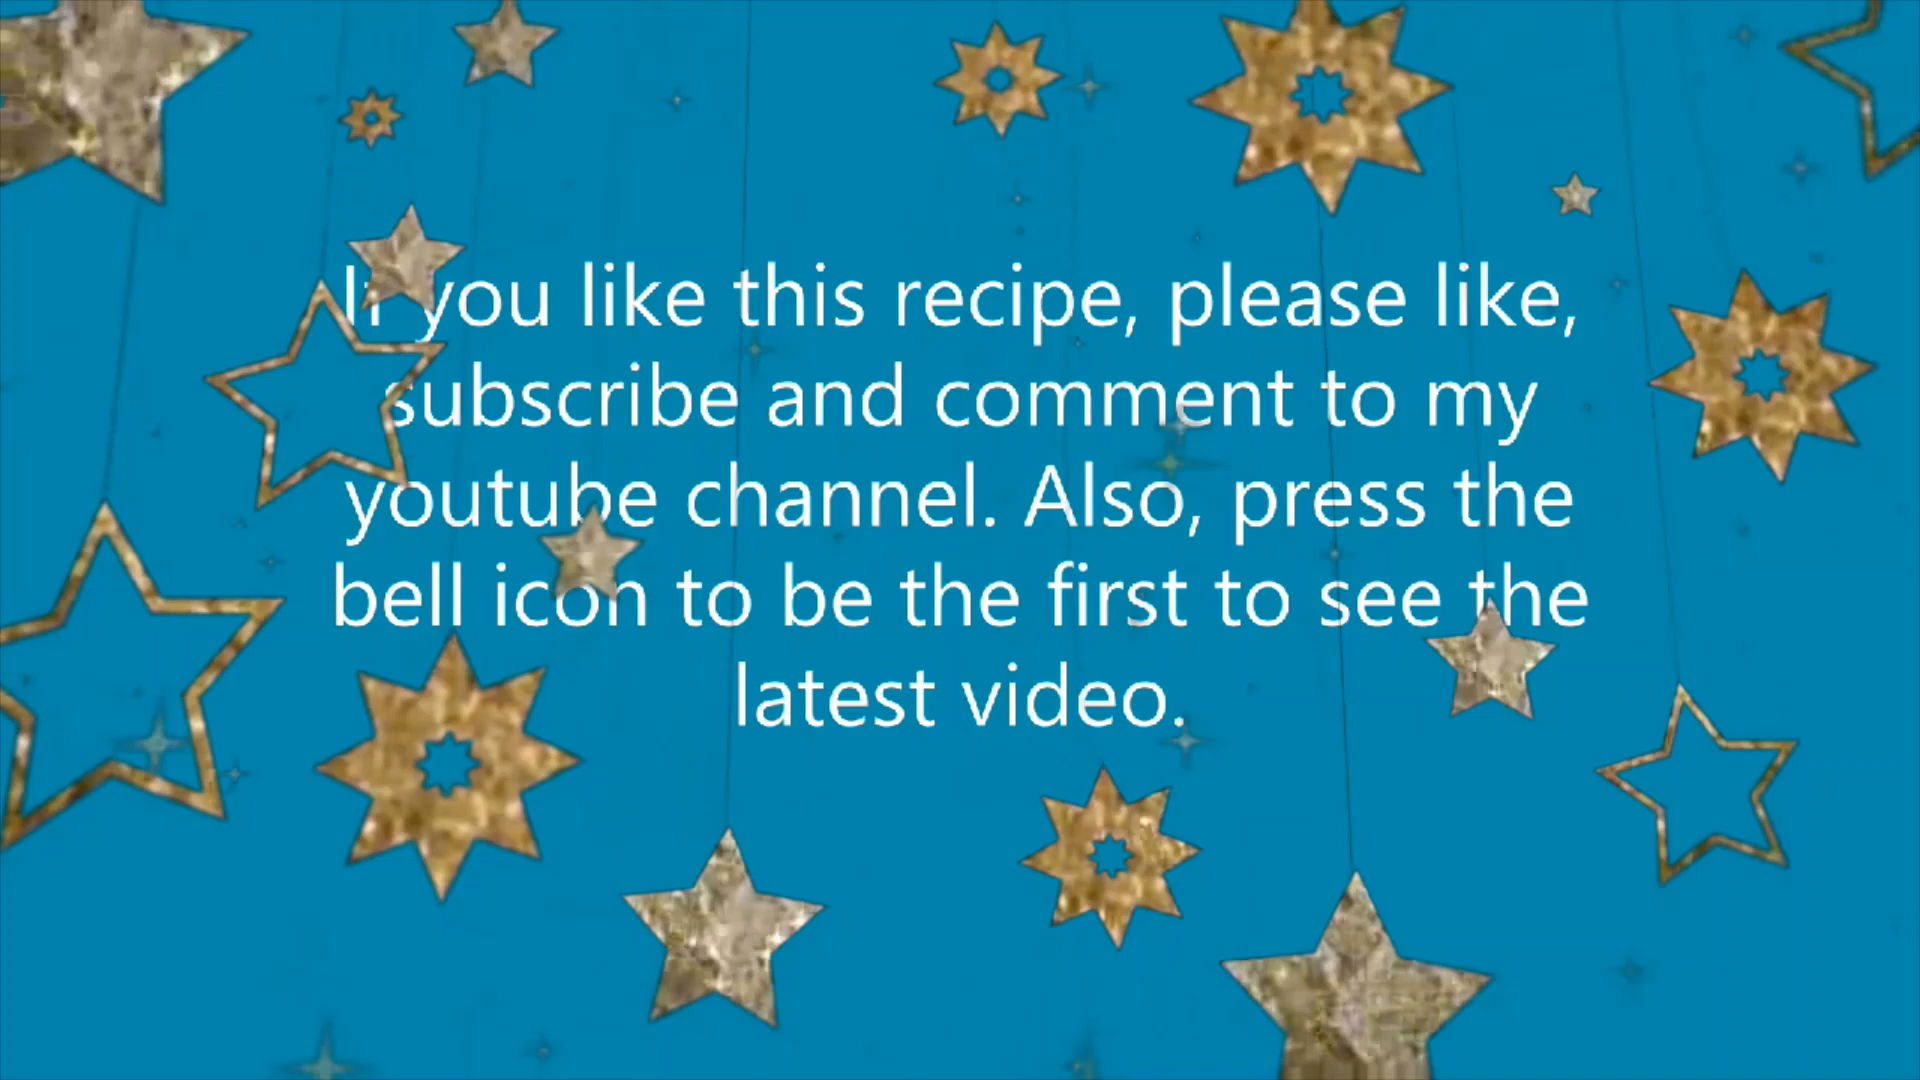 If you like this recipe, please like,
subscribe and comment to my
youtube channel. Also, press the
bell icon to be the first to see the
latest video.